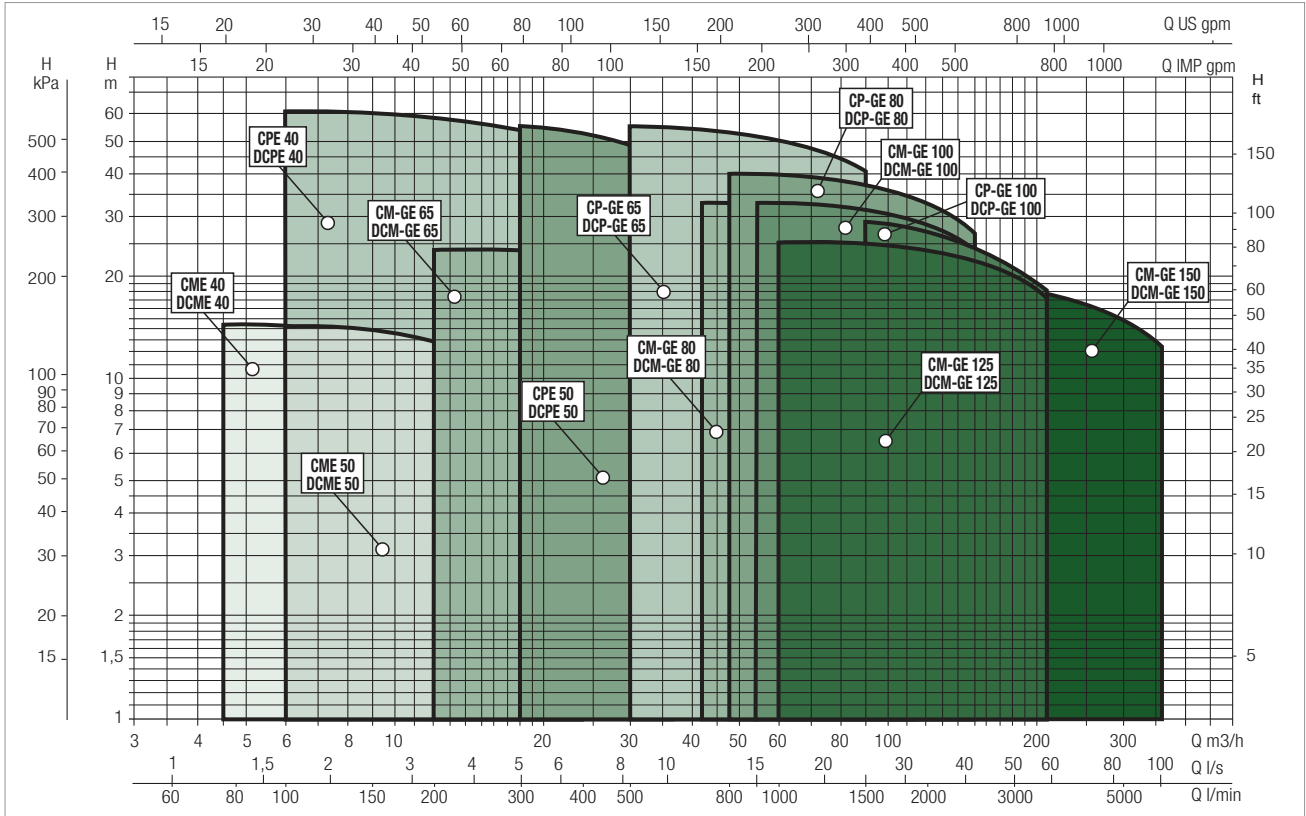 15 20 30 40 50 60 80 100 150 200 300 400 500 800 1000 Q US gpm
15 20 30 40 50 60 80 100 150 200 300 400 500 800 1000 Q IMP gpm
H
kPa
H
m
H
ft
500
400
300
200
100
90
80
70
60
50
40
30
20
15
60
50
40
30
20
10
9
8
7
6
5
4
3
2
1,5
1
150
100
80
60
50
40
35
30
25
20
15
10
5
CPE 40
DCPE 40
CP-GE 80
DCP-GE 80
CM-GE 100
DCM-GE 100
CP-GE 100
DCP-GE 100
CM-GE 65
DCM-GE 65
CP-GE 65
DCP-GE 65
CME 40
DCME 40
CM-GE 150
DCM-GE 150
CM-GE 80
DCM-GE 80
CM-GE 125
DCM-GE 125
CPE 50
DCPE 50
CME 50
DCME 50
3 4 5 6 8 10 20 30 40 50 60 80 100 200 300 Q m3/h
1 1,5 2 3 4 5 6 8 10 15 20 30 40 50 60 80 100 Q l/s
60 80 100 150 200 300 400 500 800 1000 1500 2000 3000 5000 Q l/min